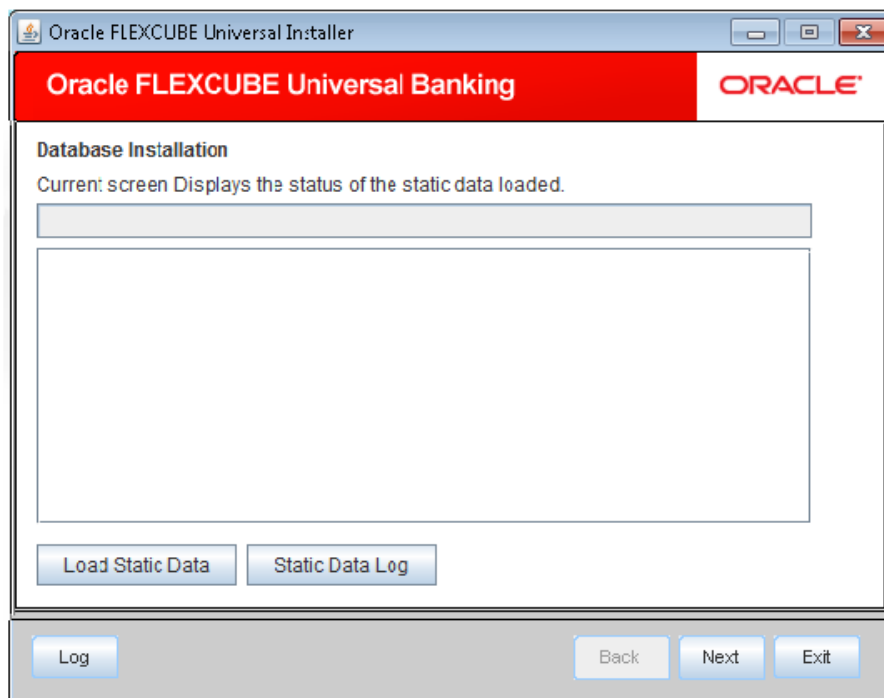 Oracle FLEXCUBE Universal Installer
Oracle FLEXCUBE Universal Banking
ORACLE
Database Installation
Current screen Displays the status of the static data loaded.
Load Static Data
Static Data Log
Log
Back
Next
Exit